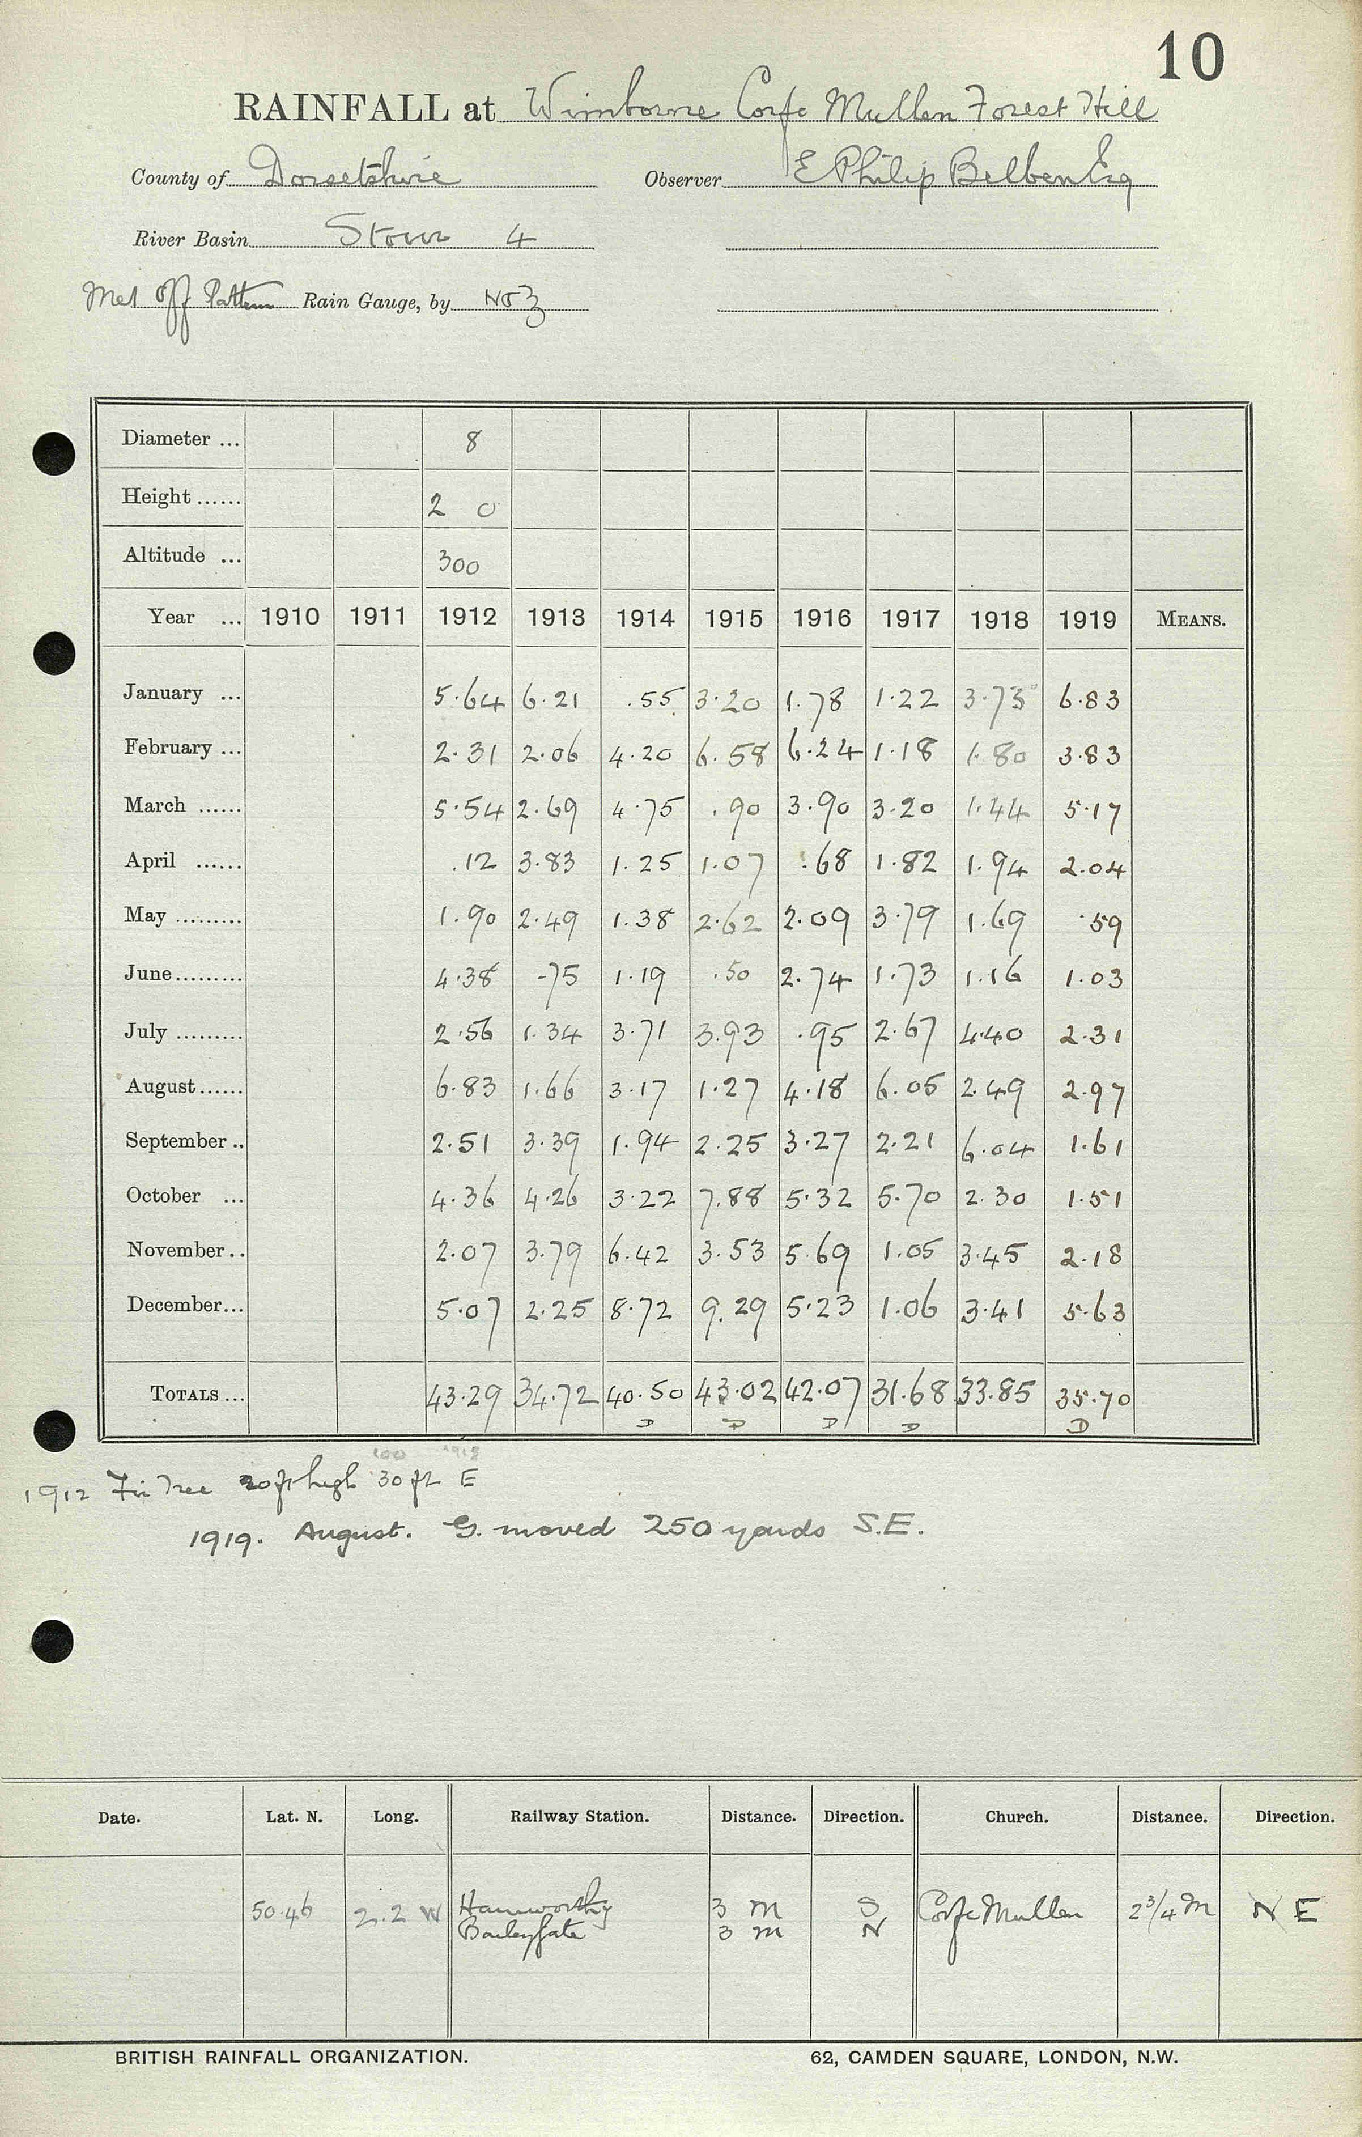 10
RAINFALL at Wimborne Corfe Mullen Forest Hill
County of Dorsetshire Observer E Philip Belben Esq
River Basin Stour 4
Met Off Pattern Rain Gauge, by No 3
Diameter ... 8
Height ...... 2 0
Altitude ... 300
Year ... 1910 1911 1912 1913 1914 1915 1916 1917 1918 1919 MEANS.
January ... 5.64 6.21 .55 3.20 1.78 1.22 3.73 6.83
February ... 2.31 2.06 4.20 6.58 6.24 1.18 1.80 3.83
March ...... 5.54 2.69 4.75 .90 3.90 3.20 1.44 5.17
April ...... .12 3.83 1.25 1.07 .68 1.82 1.94 2.04
May ......... 1.90 2.49 1.38 2.62 2.09 3.79 1.69 .59
June......... 4.38 .75 1.19 .50 2.74 1.73 1.16 1.03
July ......... 2.56 1.34 3.71 3.93 .95 2.67 4.40 2.31
August...... 6.83 1.66 3.17 1.27 4.18 6.05 2.49 2.97
September .. 2.51 3.39 1.94 2.25 3.27 2.21 6.04 1.61
October ... 4.36 4.26 3.22 7.88 5.32 5.70 2.30 1.51
November .. 2.07 3.79 6.42 3.53 5.69 1.05 3.45 2.18
December... 5.07 2.25 8.72 9.29 5.23 1.06 3.41 5.63
TOTALS ... 43.29 34.72 40.50 43.02 42.07 31.68 33.85 35.70
D D D D D
1912 Fir Tree 20 ft high 30 ft E
1919. August. G. moved 250 yards S.E.
Date. Lat. N. Long. Railway Station. Distance. Direction. Church. Distance. Direction.
50.46 2.2 W Hamworthy 3 m S Corfe Mullen 2 3/4 M N E
Baileygate 3 m N
BRITISH RAINFALL ORGANIZATION. 62, CAMDEN SQUARE, LONDON, N.W.